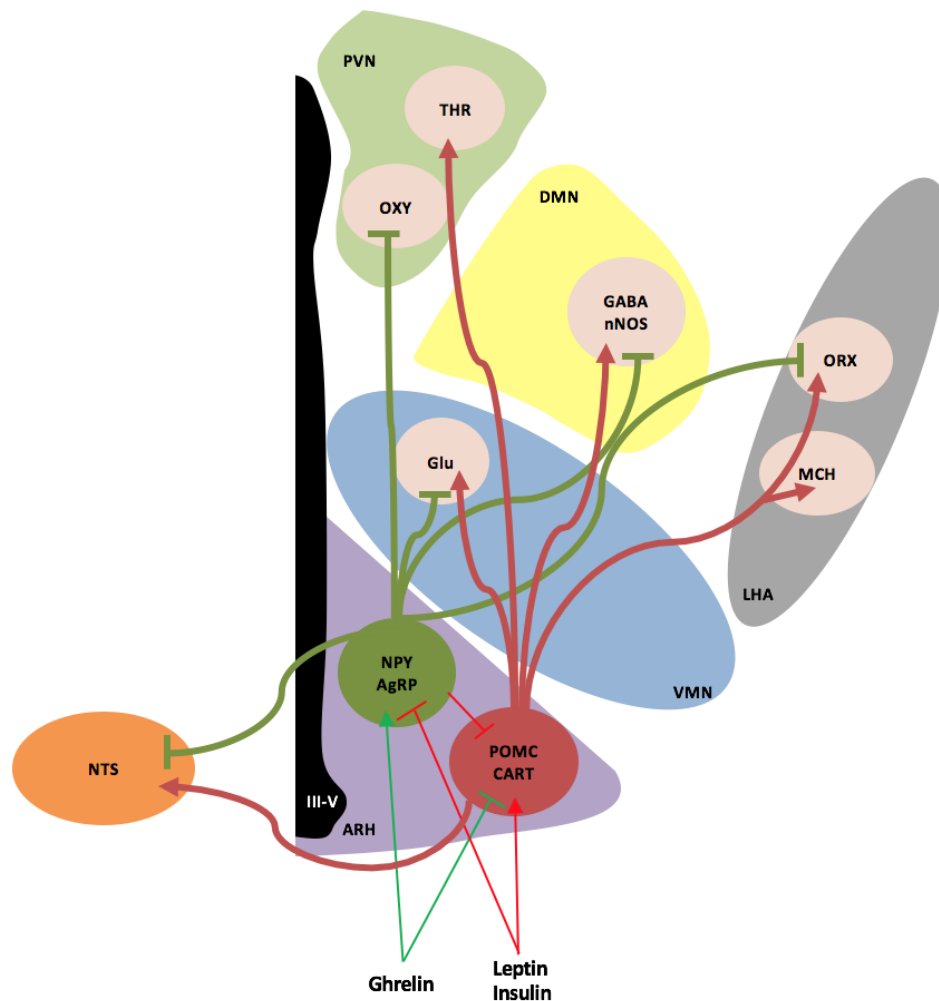 PVN
THR
OXY
DMN
GABA
nNOS
ORX
Glu
MCH
LHA
NPY
AgRP
VMN
POMC
CART
NTS
III-V
ARH
Ghrelin
Leptin
Insulin